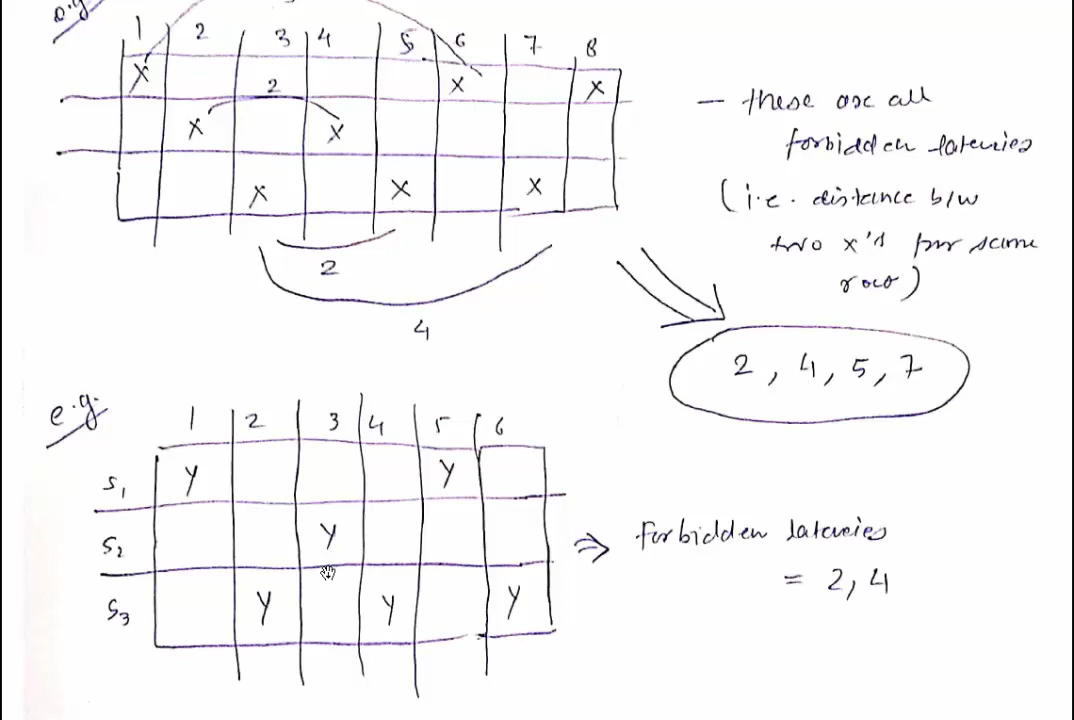 e.g
1 2 3 4 5 6 7 8
X X X
2
X X
X X X
2
4
— these are all
forbidden latencies
(i.e. distance b/w
two x's for same
row)
2, 4, 5, 7
e.g.
1 2 3 4 5 6
S1 Y Y
S2 Y
S3 Y Y Y
⇒ Forbidden latencies
= 2, 4